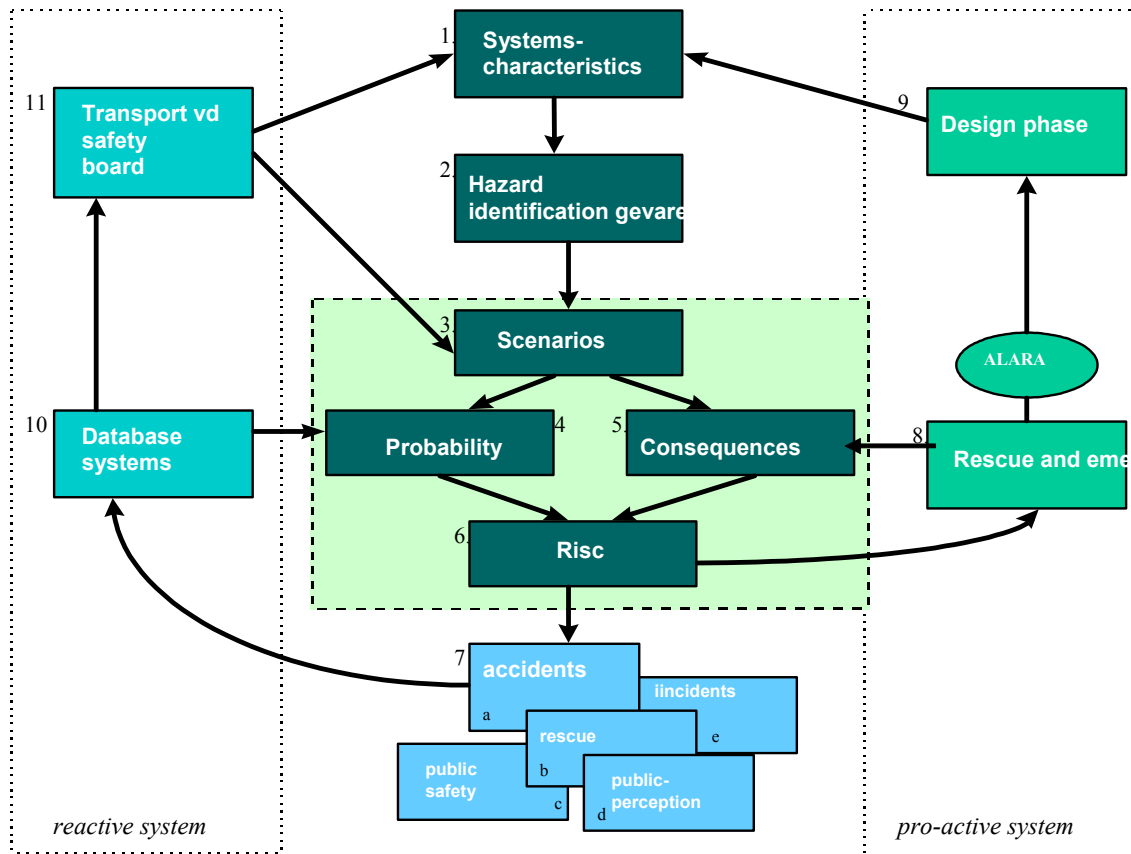 1.
Systems-
characteristics
11
Transport vd
safety
board
9
Design phase
2.
Hazard
identification gevare
3.
Scenarios
ALARA
10
Database
systems
Probability
4
5.
Consequences
8.
Rescue and eme
6.
Risc
7
accidents
a
iincidents
e
rescue
b
public
safety
c
public-
perception
d
reactive system
pro-active system